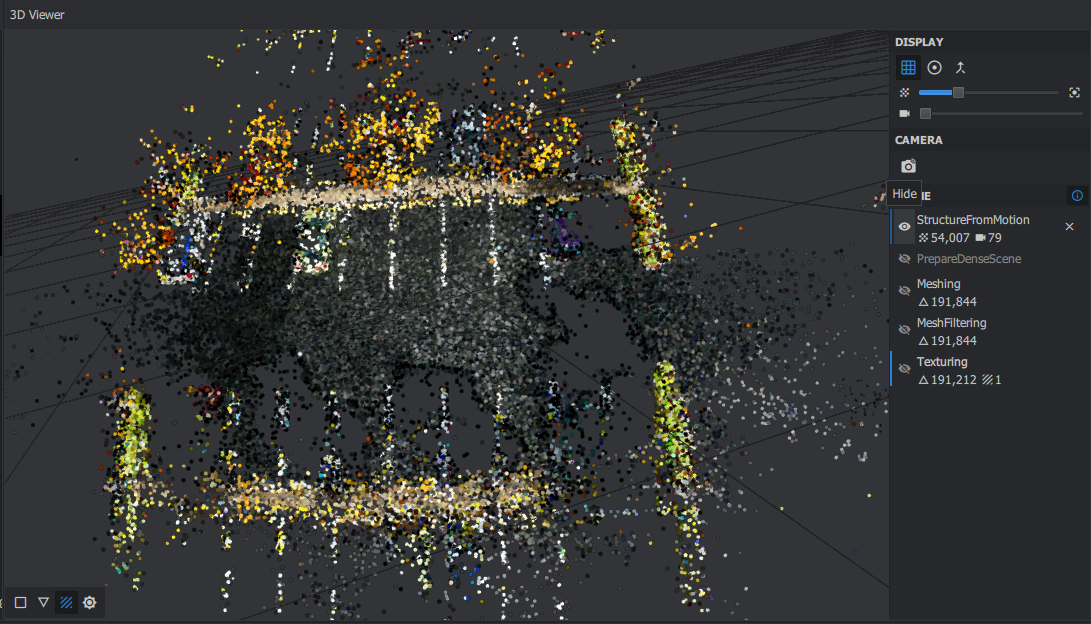 3D Viewer
DISPLAY
CAMERA
Hide
NE
StructureFromMotion
54,007 79
PrepareDenseScene
Meshing
191,844
MeshFiltering
191,844
Texturing
191,212 1